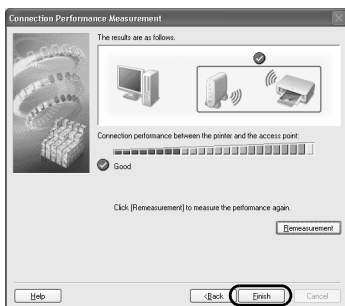 Connection Performance Measurement
The results are as follows.
Connection performance between the printer and the access point:
Good
Click [Remeasurement] to measure the performance again.
Remeasurement
Help
<Back
Finish
Cancel